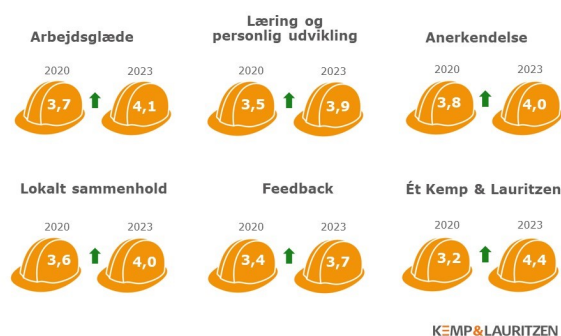 Arbejdsglæde
2020 2023
3,7 4,1
Læring og
personlig udvikling
2020 2023
3,5 3,9
Anerkendelse
2020 2023
3,8 4,0
Lokalt sammenhold
2020 2023
3,6 4,0
Feedback
2020 2023
3,4 3,7
Ét Kemp & Lauritzen
2020 2023
3,2 4,4
KEMP&LAURITZEN